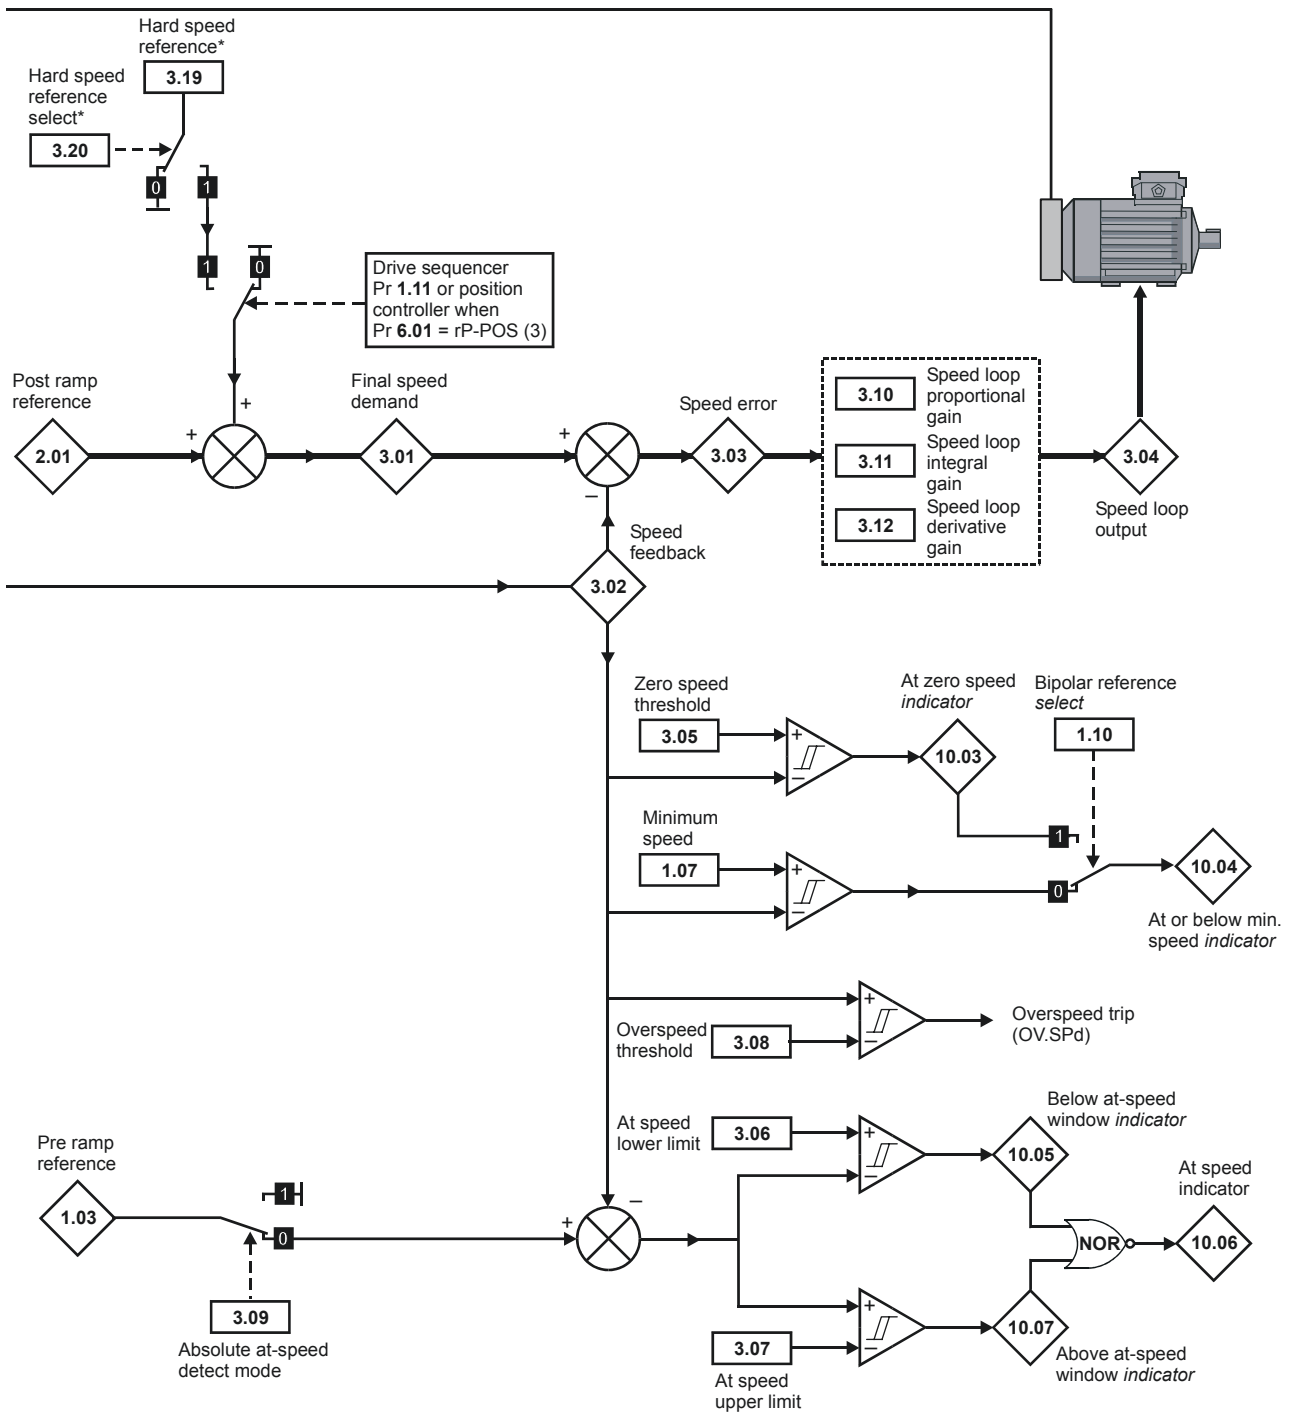 Hard speed
reference*
3.19
Hard speed
reference
select*
3.20
0
1
1
0
Drive sequencer
Pr 1.11 or position
controller when
Pr 6.01 = rP-POS (3)
Post ramp
reference
2.01
+
+
Final speed
demand
3.01
+
−
Speed error
3.03
3.10
Speed loop
proportional
gain
3.11
Speed loop
integral
gain
3.12
Speed loop
derivative
gain
3.04
Speed loop
output
Speed
feedback
3.02
Zero speed
threshold
3.05
+
−
At zero speed
indicator
10.03
Bipolar reference
select
1.10
1
Minimum
speed
1.07
+
−
0
10.04
At or below min.
speed indicator
Overspeed
threshold
3.08
+
−
Overspeed trip
(OV.SPd)
At speed
lower limit
3.06
+
−
Below at-speed
window indicator
10.05
At speed
indicator
NOR
10.06
Pre ramp
reference
1.03
1
0
3.09
Absolute at-speed
detect mode
+
−
+
−
3.07
At speed
upper limit
10.07
Above at-speed
window indicator